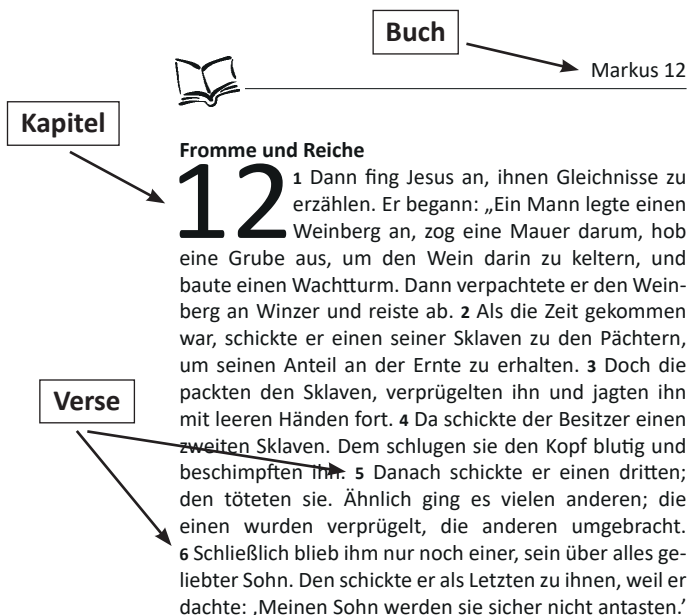 Buch
Markus 12
Kapitel
Fromme und Reiche
12
1 Dann fing Jesus an, ihnen Gleichnisse zu
erzählen. Er begann: „Ein Mann legte einen
Weinberg an, zog eine Mauer darum, hob
eine Grube aus, um den Wein darin zu keltern, und
baute einen Wachtturm. Dann verpachtete er den Wein-
berg an Winzer und reiste ab. 2 Als die Zeit gekommen
war, schickte er einen seiner Sklaven zu den Pächtern,
um seinen Anteil an der Ernte zu erhalten. 3 Doch die
packten den Sklaven, verprügelten ihn und jagten ihn
Verse
mit leeren Händen fort. 4 Da schickte der Besitzer einen
zweiten Sklaven. Dem schlugen sie den Kopf blutig und
beschimpften ihn. 5 Danach schickte er einen dritten;
den töteten sie. Ähnlich ging es vielen anderen; die
einen wurden verprügelt, die anderen umgebracht.
6 Schließlich blieb ihm nur noch einer, sein über alles ge-
liebter Sohn. Den schickte er als Letzten zu ihnen, weil er
dachte: ‚Meinen Sohn werden sie sicher nicht antasten.‘